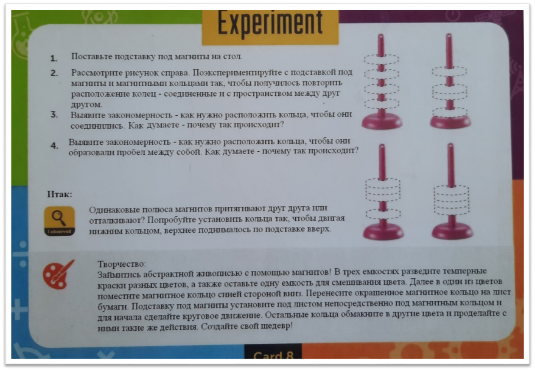 Experiment
1. Поставьте подставку под магниты на стол.
2. Рассмотрите рисунок справа. Поэкспериментируйте с подставкой под
магниты и магнитными кольцами так, чтобы получилось повторить
расположение колец - соединенные и с пространством между друг
другом.
3. Выявите закономерность - как нужно расположить кольца, чтобы они
соединились. Как думаете - почему так происходит?
4. Выявите закономерность - как нужно расположить кольца, чтобы они
образовали пробел между собой. Как думаете - почему так происходит?
Итак:
Одинаковые полюса магнитов притягивают друг друга или
отталкивают? Попробуйте установить кольца так, чтобы двигая
нижним кольцом, верхнее поднималось по подставке вверх.
Творчество:
Займитесь абстрактной живописью с помощью магнитов! В трех емкостях разведите темперные
краски разных цветов, а также оставьте одну емкость для смешивания цвета. Далее в один из цветов
поместите магнитное кольцо синей стороной вниз. Перенесите окрашенное магнитное кольцо на лист
бумаги. Подставку под магниты установите под листом непосредственно под магнитным кольцом и
для начала сделайте круговое движение. Остальные кольца обмакните в другие цвета и проделайте с
ними такие же действия. Создайте свой шедевр!
Card 8